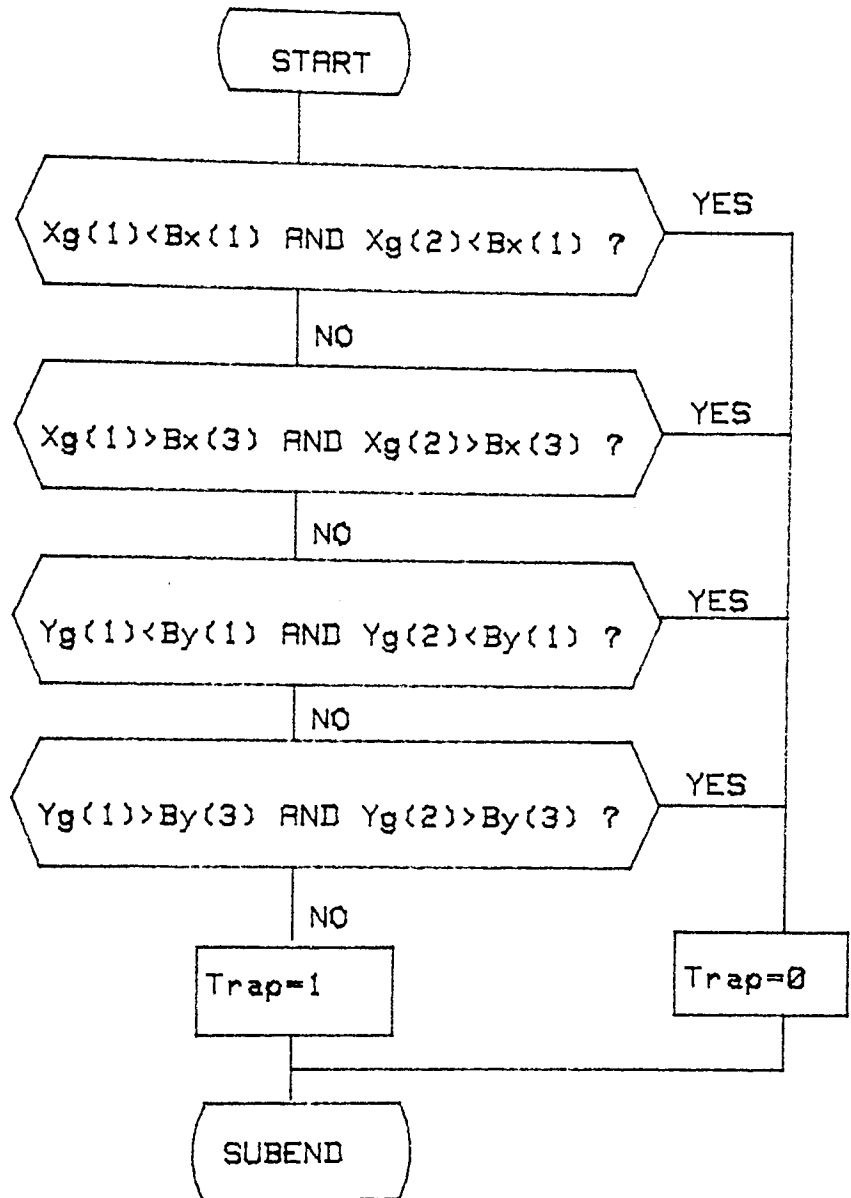 START
YES
Xg(1)<Bx(1) AND Xg(2)<Bx(1) ?
NO
YES
Xg(1)>Bx(3) AND Xg(2)>Bx(3) ?
NO
YES
Yg(1)<By(1) AND Yg(2)<By(1) ?
NO
YES
Yg(1)>By(3) AND Yg(2)>By(3) ?
NO
Trap=1
Trap=0
SUBEND